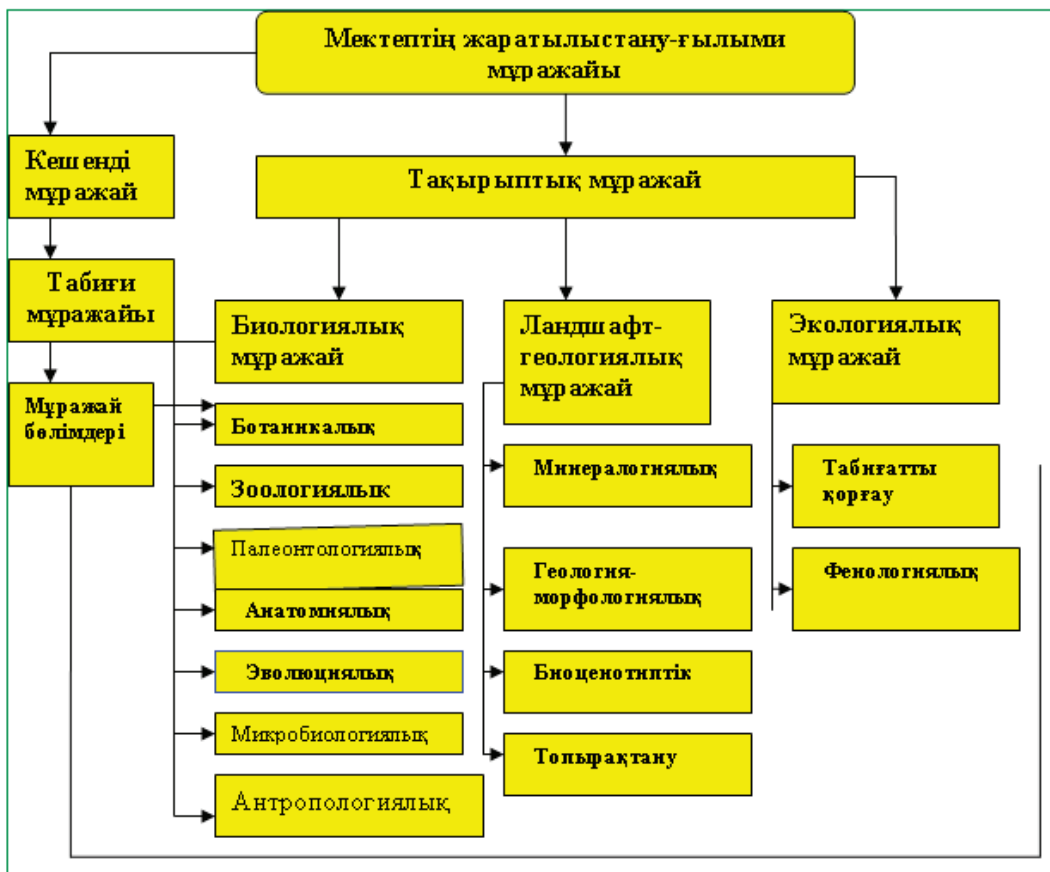 Мектептің жаратылыстану-ғылыми
мұражайы
Кешенді
мұражай
Тақырыптық мұражай
Табиғи
мұражайы
Мұражай
бөлімдері
Биологиялық
мұражай
Ботаникалық
Зоологиялық
Палеонтологиялық
Анатомиялық
Эволюциялық
Микробиологиялық
Антропологиялық
Ландшафт-
геологиялық
мұражай
Минералогиялық
Геология-
морфологиялық
Биоценотиптік
Топырақтану
Экологиялық
мұражай
Табиғатты
қорғау
Фенологиялық